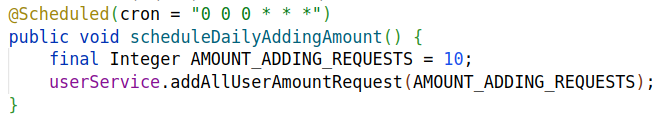 @Scheduled(cron = "0 0 0 * * *")
public void scheduleDailyAddingAmount() {
    final Integer AMOUNT_ADDING_REQUESTS = 10;
    userService.addAllUserAmountRequest(AMOUNT_ADDING_REQUESTS);
}